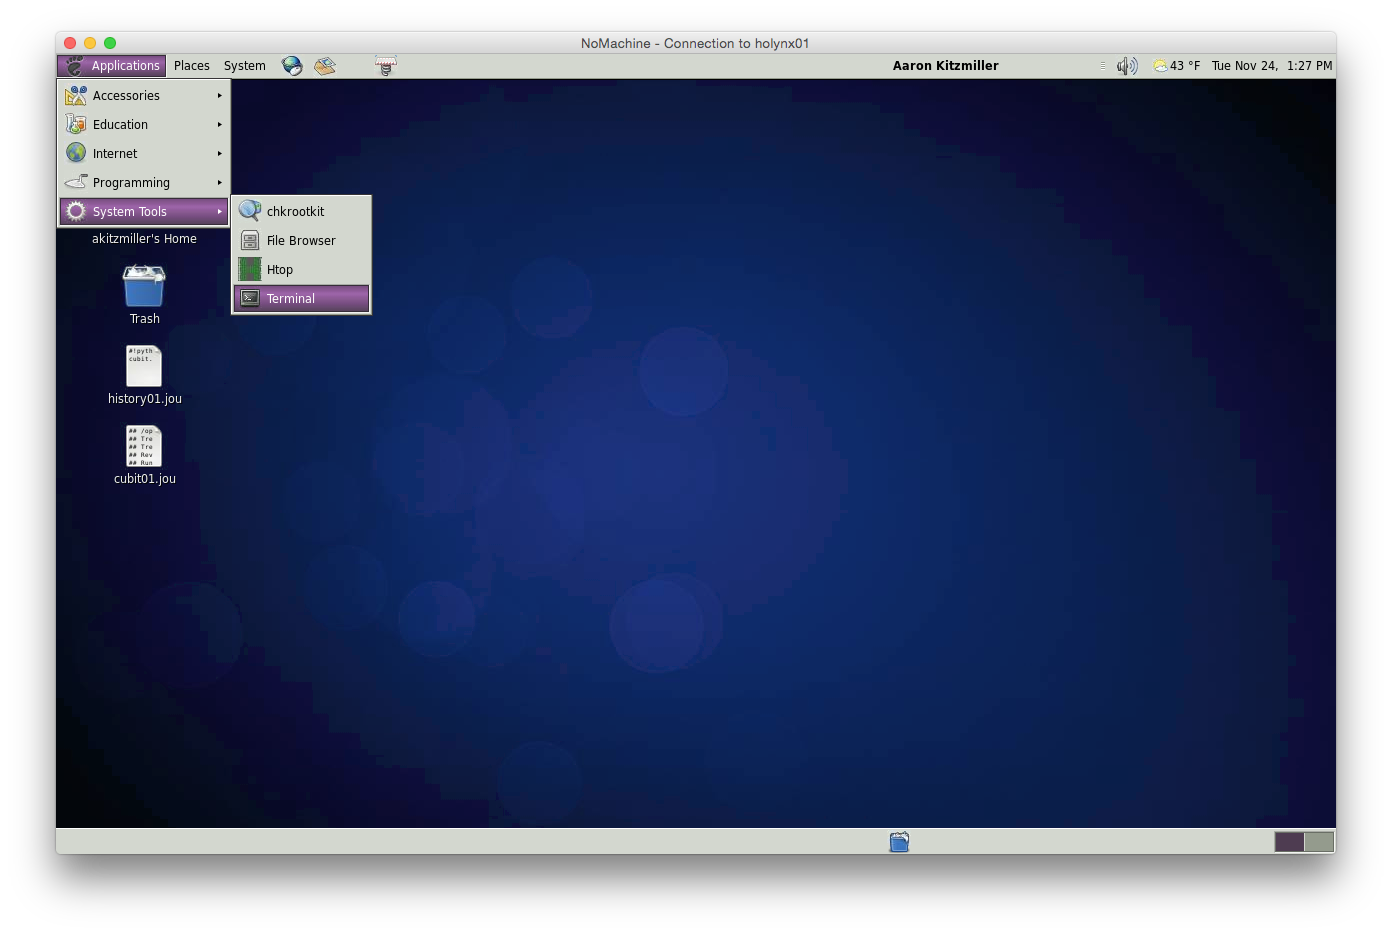 NoMachine - Connection to holynx01
Applications Places System Aaron Kitzmiller 43 °F Tue Nov 24, 1:27 PM
Accessories
Education
Internet
Programming
System Tools
chkrootkit
File Browser
Htop
Terminal
akitzmiller's Home
Trash
#!pyth
cubit.
history01.jou
## /op
## Tre
## Tre
## Rev
## Run
cubit01.jou